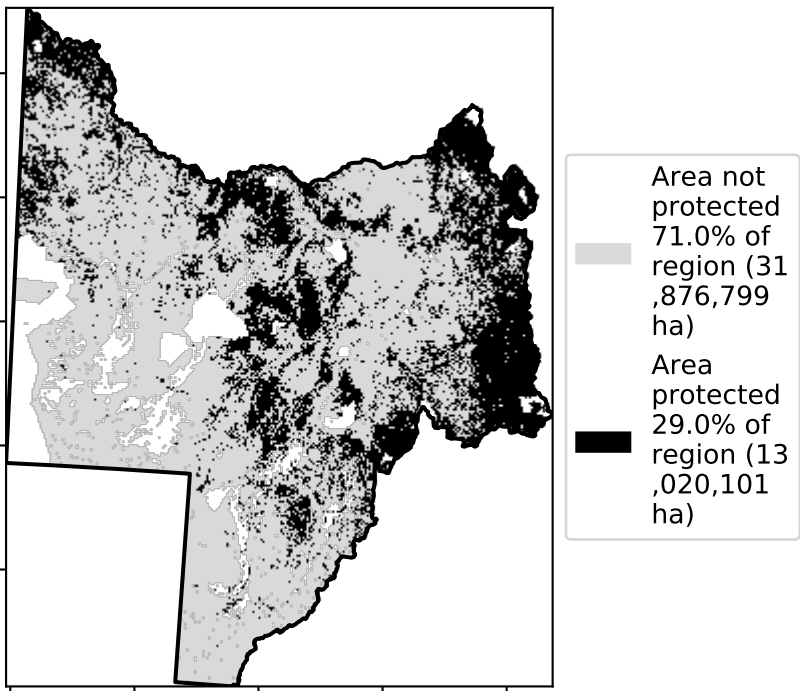 Area not
protected
71.0% of
region (31
,876,799
ha)
Area
protected
29.0% of
region (13
,020,101
ha)